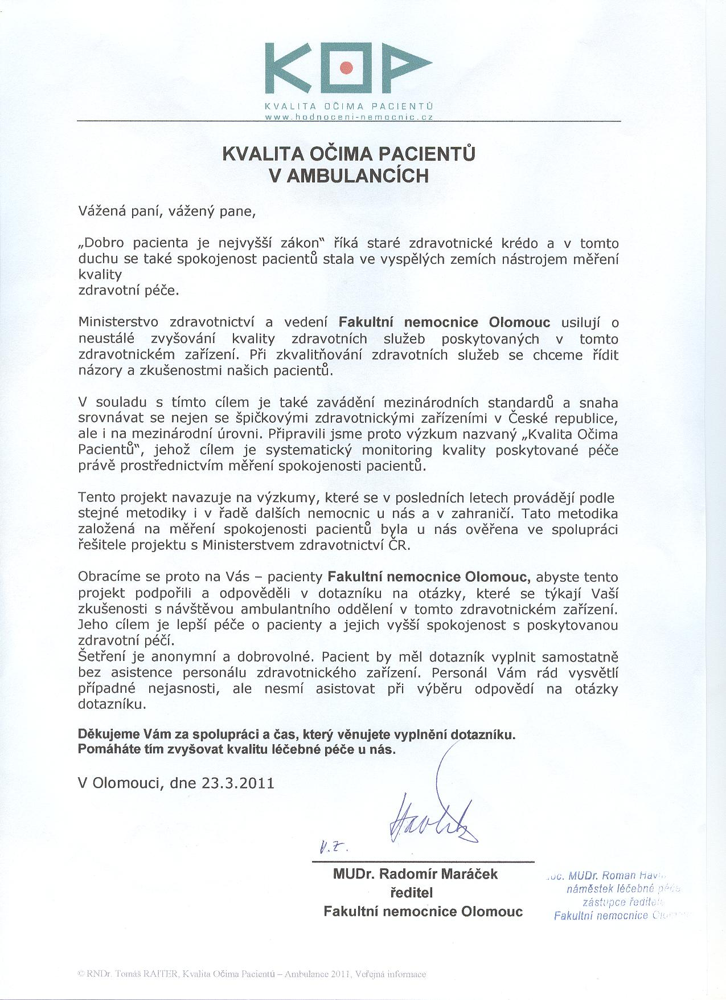 KOP
KVALITA OČIMA PACIENTŮ
www.hodnoceni-nemocnic.cz
KVALITA OČIMA PACIENTŮ
V AMBULANCÍCH
Vážená paní, vážený pane,
„Dobro pacienta je nejvyšší zákon“ říká staré zdravotnické krédo a v tomto
duchu se také spokojenost pacientů stala ve vyspělých zemích nástrojem měření
kvality
zdravotní péče.
Ministerstvo zdravotnictví a vedení Fakultní nemocnice Olomouc usilují o
neustálé zvyšování kvality zdravotních služeb poskytovaných v tomto
zdravotnickém zařízení. Při zkvalitňování zdravotních služeb se chceme řídit
názory a zkušenostmi našich pacientů.
V souladu s tímto cílem je také zavádění mezinárodních standardů a snaha
srovnávat se nejen se špičkovými zdravotnickými zařízeními v České republice,
ale i na mezinárodní úrovni. Připravili jsme proto výzkum nazvaný „Kvalita Očima
Pacientů“, jehož cílem je systematický monitoring kvality poskytované péče
právě prostřednictvím měření spokojenosti pacientů.
Tento projekt navazuje na výzkumy, které se v posledních letech provádějí podle
stejné metodiky i v řadě dalších nemocnic u nás a v zahraničí. Tato metodika
založená na měření spokojenosti pacientů byla u nás ověřena ve spolupráci
řešitele projektu s Ministerstvem zdravotnictví ČR.
Obracíme se proto na Vás – pacienty Fakultní nemocnice Olomouc, abyste tento
projekt podpořili a odpověděli v dotazníku na otázky, které se týkají Vaší
zkušenosti s návštěvou ambulantního oddělení v tomto zdravotnickém zařízení.
Jeho cílem je lepší péče o pacienty a jejich vyšší spokojenost s poskytovanou
zdravotní péčí.
Šetření je anonymní a dobrovolné. Pacient by měl dotazník vyplnit samostatně
bez asistence personálu zdravotnického zařízení. Personál Vám rád vysvětlí
případné nejasnosti, ale nesmí asistovat při výběru odpovědí na otázky
dotazníku.
Děkujeme Vám za spolupráci a čas, který věnujete vyplnění dotazníku.
Pomáháte tím zvyšovat kvalitu léčebné péče u nás.
V Olomouci, dne 23.3.2011
v.z.
MUDr. Radomír Maráček
ředitel
Fakultní nemocnice Olomouc
MUDr. Roman
náměstek léčebné
zástupce
Fakultní nemocnice
© RNDr. Tomáš RAITER, Kvalita Očima Pacientů – Ambulance 2011, Veřejná informace